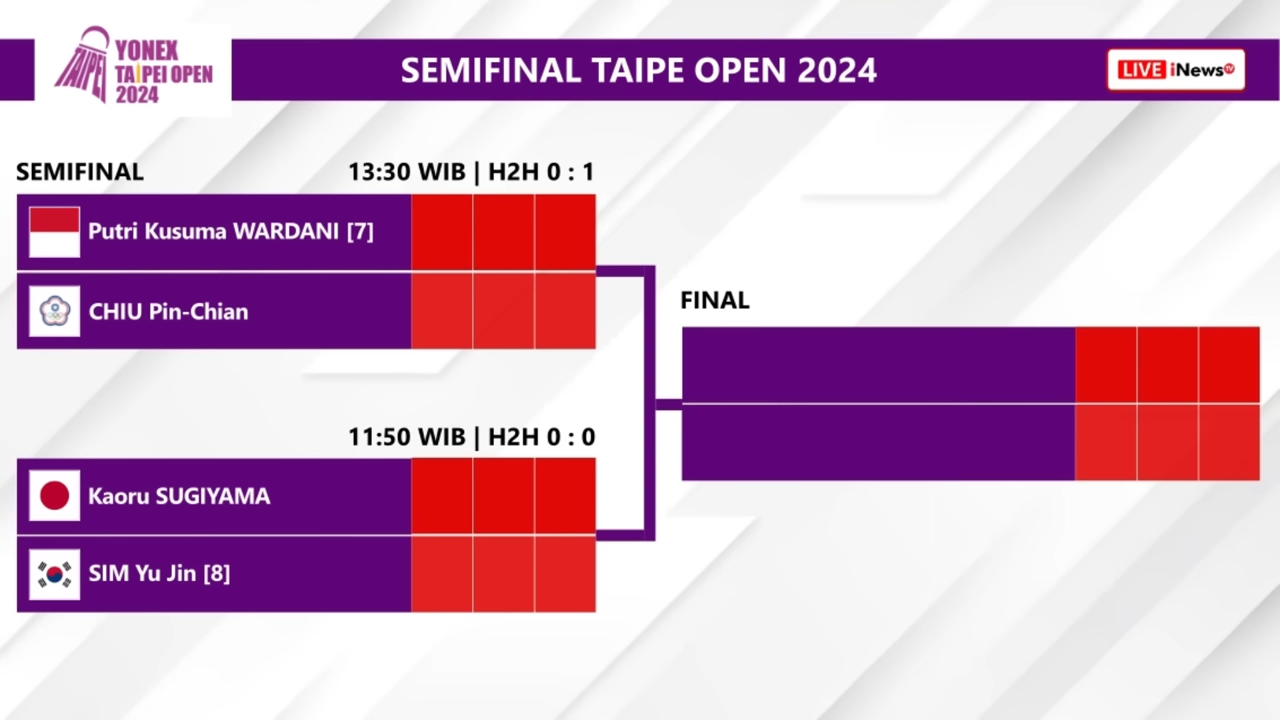 TAIPEI
YONEX
TAIPEI OPEN
2024
SEMIFINAL TAIPE OPEN 2024
LIVE iNews TV
SEMIFINAL
13:30 WIB | H2H 0 : 1
Putri Kusuma WARDANI [7]
CHIU Pin-Chian
FINAL
11:50 WIB | H2H 0 : 0
Kaoru SUGIYAMA
SIM Yu Jin [8]